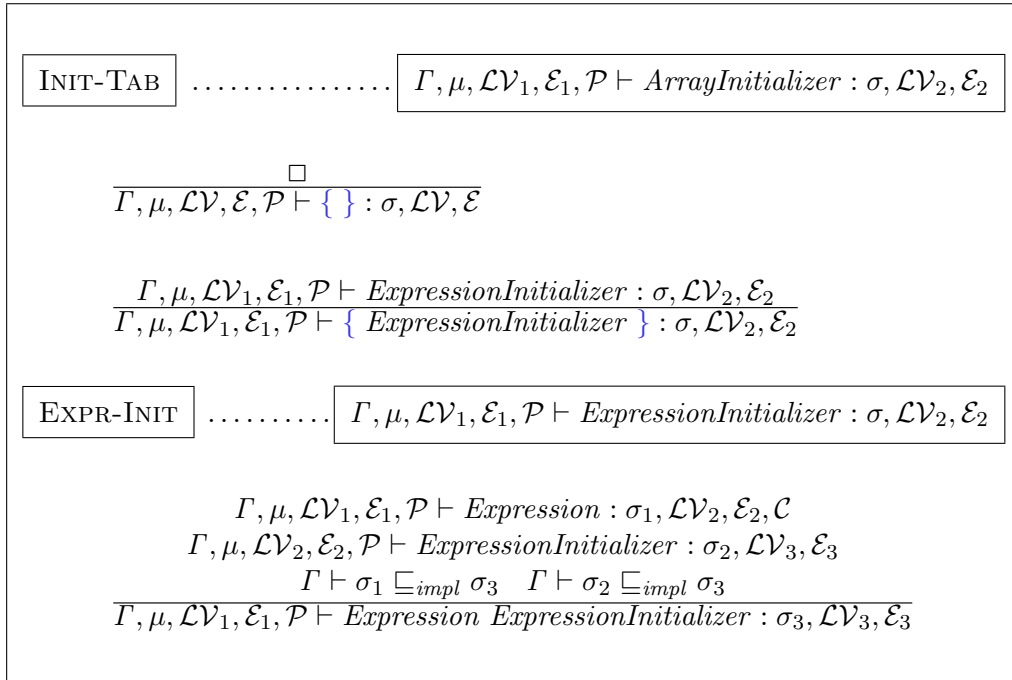 INIT-TAB ................ Γ, μ, ℒ𝒱₁, ℰ₁, 𝒫 ⊢ ArrayInitializer : σ, ℒ𝒱₂, ℰ₂
□
Γ, μ, ℒ𝒱, ℰ, 𝒫 ⊢ { } : σ, ℒ𝒱, ℰ
Γ, μ, ℒ𝒱₁, ℰ₁, 𝒫 ⊢ ExpressionInitializer : σ, ℒ𝒱₂, ℰ₂
Γ, μ, ℒ𝒱₁, ℰ₁, 𝒫 ⊢ { ExpressionInitializer } : σ, ℒ𝒱₂, ℰ₂
EXPR-INIT .......... Γ, μ, ℒ𝒱₁, ℰ₁, 𝒫 ⊢ ExpressionInitializer : σ, ℒ𝒱₂, ℰ₂
Γ, μ, ℒ𝒱₁, ℰ₁, 𝒫 ⊢ Expression : σ₁, ℒ𝒱₂, ℰ₂, 𝒞
Γ, μ, ℒ𝒱₂, ℰ₂, 𝒫 ⊢ ExpressionInitializer : σ₂, ℒ𝒱₃, ℰ₃
Γ ⊢ σ₁ ⊑impl σ₃ Γ ⊢ σ₂ ⊑impl σ₃
Γ, μ, ℒ𝒱₁, ℰ₁, 𝒫 ⊢ Expression ExpressionInitializer : σ₃, ℒ𝒱₃, ℰ₃